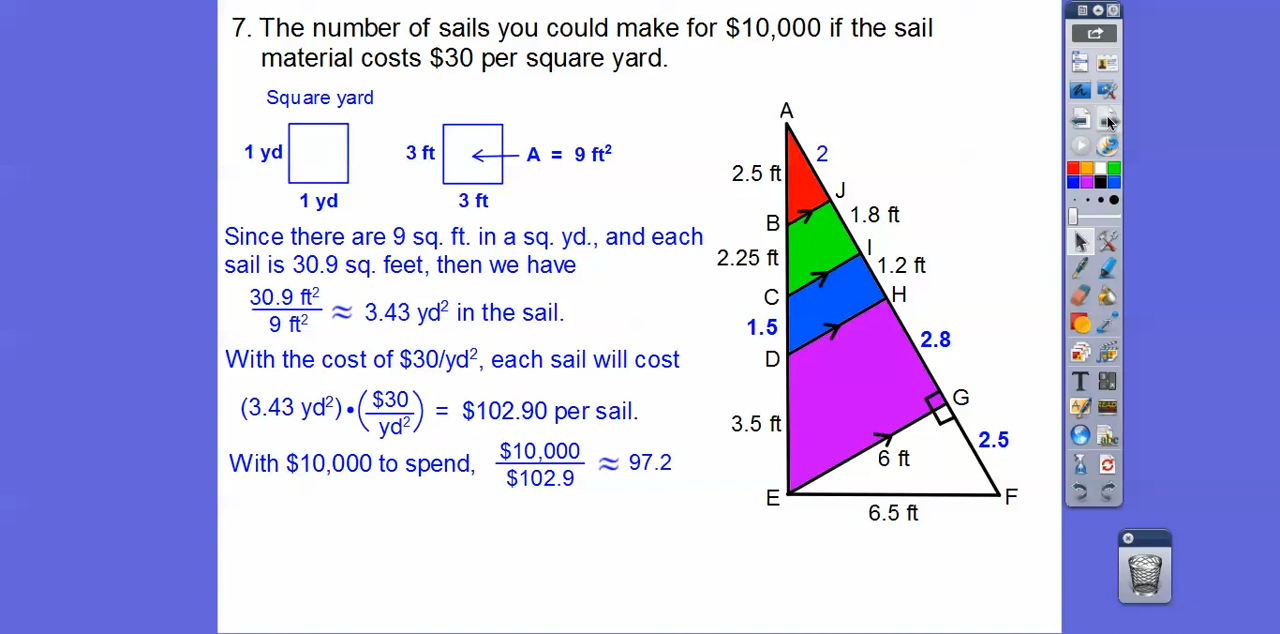 7. The number of sails you could make for $10,000 if the sail
material costs $30 per square yard.
Square yard
1 yd
1 yd
3 ft
3 ft
A = 9 ft²
Since there are 9 sq. ft. in a sq. yd., and each
sail is 30.9 sq. feet, then we have
30.9 ft²
9 ft²
≈ 3.43 yd² in the sail.
With the cost of $30/yd², each sail will cost
(3.43 yd²)•($30/yd²) = $102.90 per sail.
With $10,000 to spend,
$10,000
$102.9
≈ 97.2
A
2.5 ft
2
J
B
1.8 ft
2.25 ft
I
1.2 ft
C
H
1.5
2.8
D
G
3.5 ft
2.5
6 ft
E
F
6.5 ft
T
abc